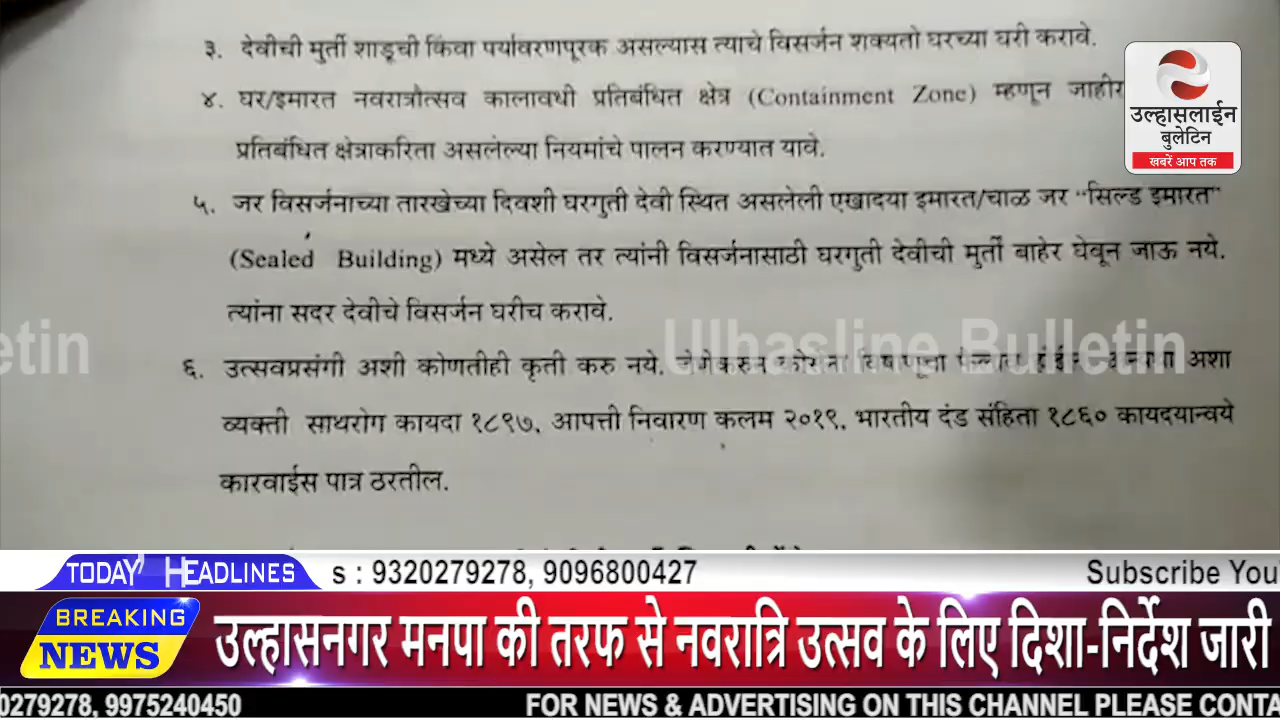 ३. देवीची मुर्ती शाडूची किंवा पर्यावरणपूरक असल्यास त्याचे विसर्जन शक्यतो घरच्या घरी करावे.
४. घर/इमारत नवरात्रौत्सव कालावधी प्रतिबंधित क्षेत्र (Containment Zone) म्हणून जाहीर
प्रतिबंधित क्षेत्राकरिता असलेल्या नियमांचे पालन करण्यात यावे.
उल्हासलाईन
बुलेटिन
खबरें आप तक
५. जर विसर्जनाच्या तारखेच्या दिवशी घरगुती देवी स्थित असलेली एखादया इमारत/चाळ जर "सिल्ड इमारत"
(Sealed Building) मध्ये असेल तर त्यांनी विसर्जनासाठी घरगुती देवीची मुर्ती बाहेर घेवून जाऊ नये.
त्यांना सदर देवीचे विसर्जन घरीच करावे.
etin Ulhasline Bulletin
६. उत्सवप्रसंगी अशी कोणतीही कृती करु नये. अशा
व्यक्ती साथरोग कायदा १८९७, आपत्ती निवारण कलम २०१९, भारतीय दंड संहिता १८६० कायदयान्वये
कारवाईस पात्र ठरतील.
TODAY HEADLINES s : 9320279278, 9096800427 Subscribe You
BREAKING
NEWS
उल्हासनगर मनपा की तरफ से नवरात्रि उत्सव के लिए दिशा-निर्देश जारी
0279278, 9975240450 FOR NEWS & ADVERTISING ON THIS CHANNEL PLEASE CONTA